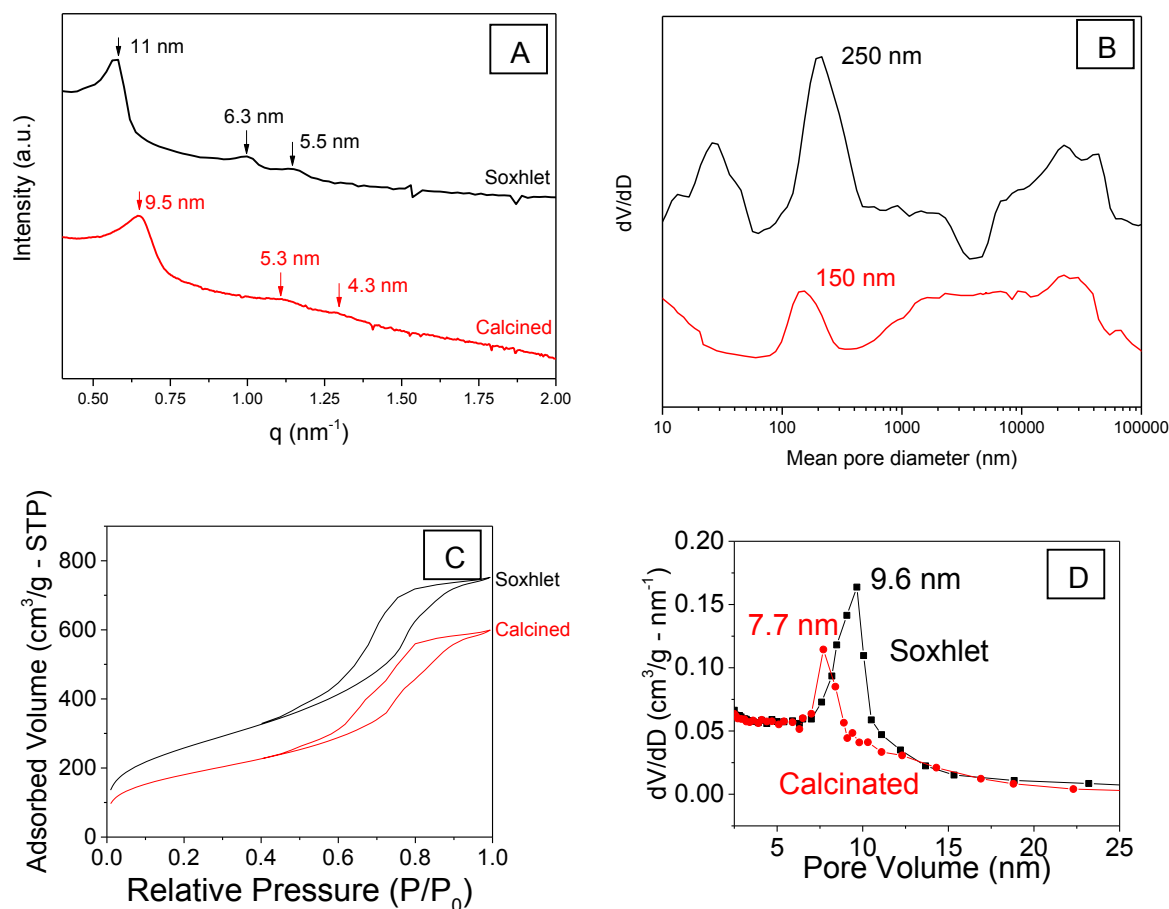 A
11 nm
6.3 nm
5.5 nm
Soxhlet
9.5 nm
5.3 nm
4.3 nm
Calcined
Intensity (a.u.)
0.50 0.75 1.00 1.25 1.50 1.75 2.00
q (nm⁻¹)
B
250 nm
150 nm
dV/dD
10 100 1000 10000 100000
Mean pore diameter (nm)
C
Soxhlet
Calcined
Adsorbed Volume (cm³/g - STP)
800
600
400
200
0
0.0 0.2 0.4 0.6 0.8 1.0
Relative Pressure (P/P₀)
D
9.6 nm
7.7 nm
Soxhlet
Calcinated
dV/dD (cm³/g - nm⁻¹)
0.20
0.15
0.10
0.05
0.00
5 10 15 20 25
Pore Volume (nm)